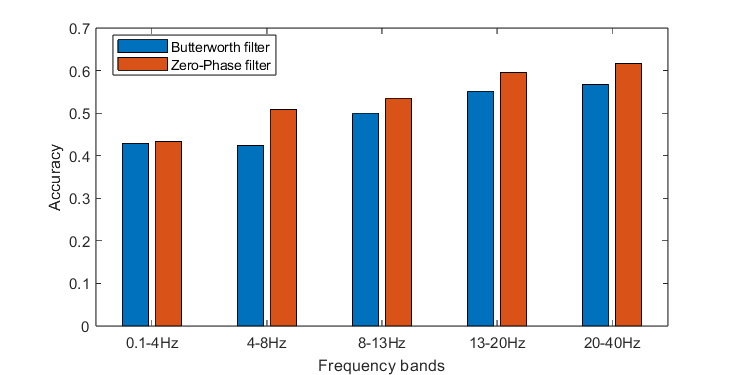 0.7
Butterworth filter
Zero-Phase filter
0.6
0.5
0.4
0.3
0.2
0.1
0
Accuracy
0.1-4Hz 4-8Hz 8-13Hz 13-20Hz 20-40Hz
Frequency bands